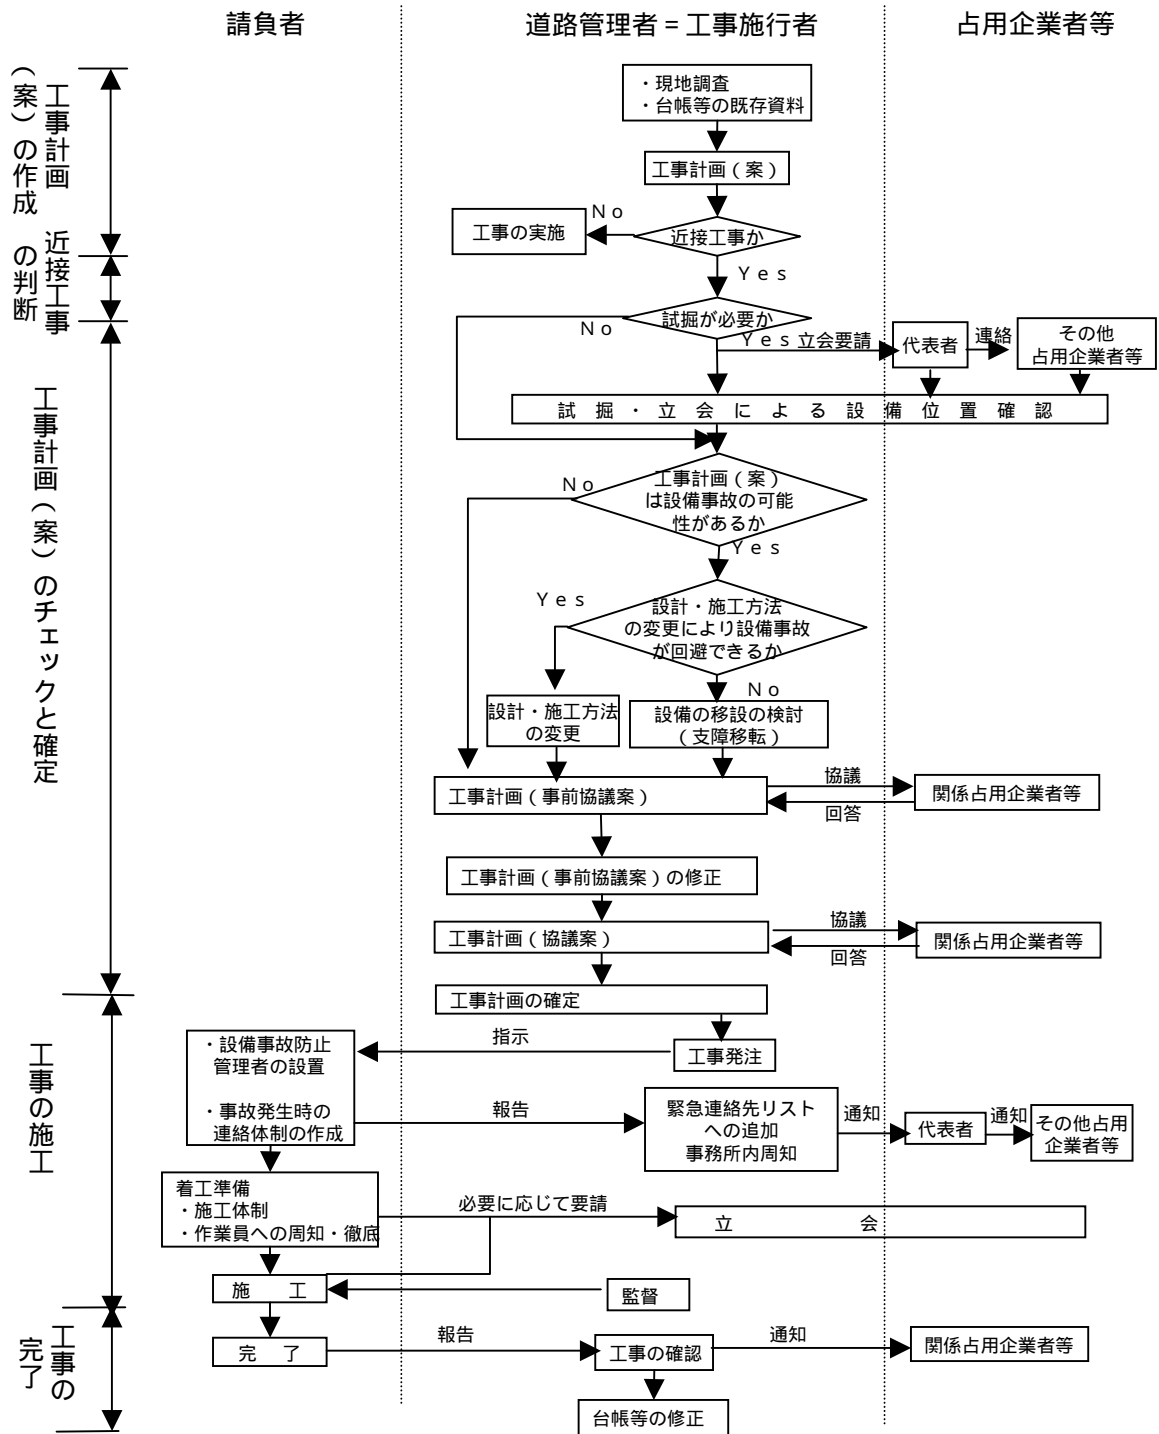 請負者
道路管理者＝工事施行者
占用企業者等
工事計画
（案）の作成
近接工事
の判断
工事計画（案）のチェックと確定
工事の施工
工事の
完了
・現地調査
・台帳等の既存資料
工事計画（案）
近接工事か
No
工事の実施
Yes
試掘が必要か
No
Yes 立会要請
代表者
連絡
その他
占用企業者等
試掘・立会による設備位置確認
工事計画（案）
は設備事故の可能
性があるか
No
Yes
設計・施工方法
の変更により設備事故
が回避できるか
Yes
No
設計・施工方法
の変更
設備の移設の検討
（支障移転）
工事計画（事前協議案）
協議
回答
関係占用企業者等
工事計画（事前協議案）の修正
工事計画（協議案）
協議
回答
関係占用企業者等
工事計画の確定
工事発注
指示
・設備事故防止
管理者の設置
・事故発生時の
連絡体制の作成
報告
緊急連絡先リスト
への追加
事務所内周知
通知
代表者
通知
その他占用
企業者等
着工準備
・施工体制
・作業員への周知・徹底
必要に応じて要請
立会
施工
監督
完了
報告
工事の確認
通知
関係占用企業者等
台帳等の修正